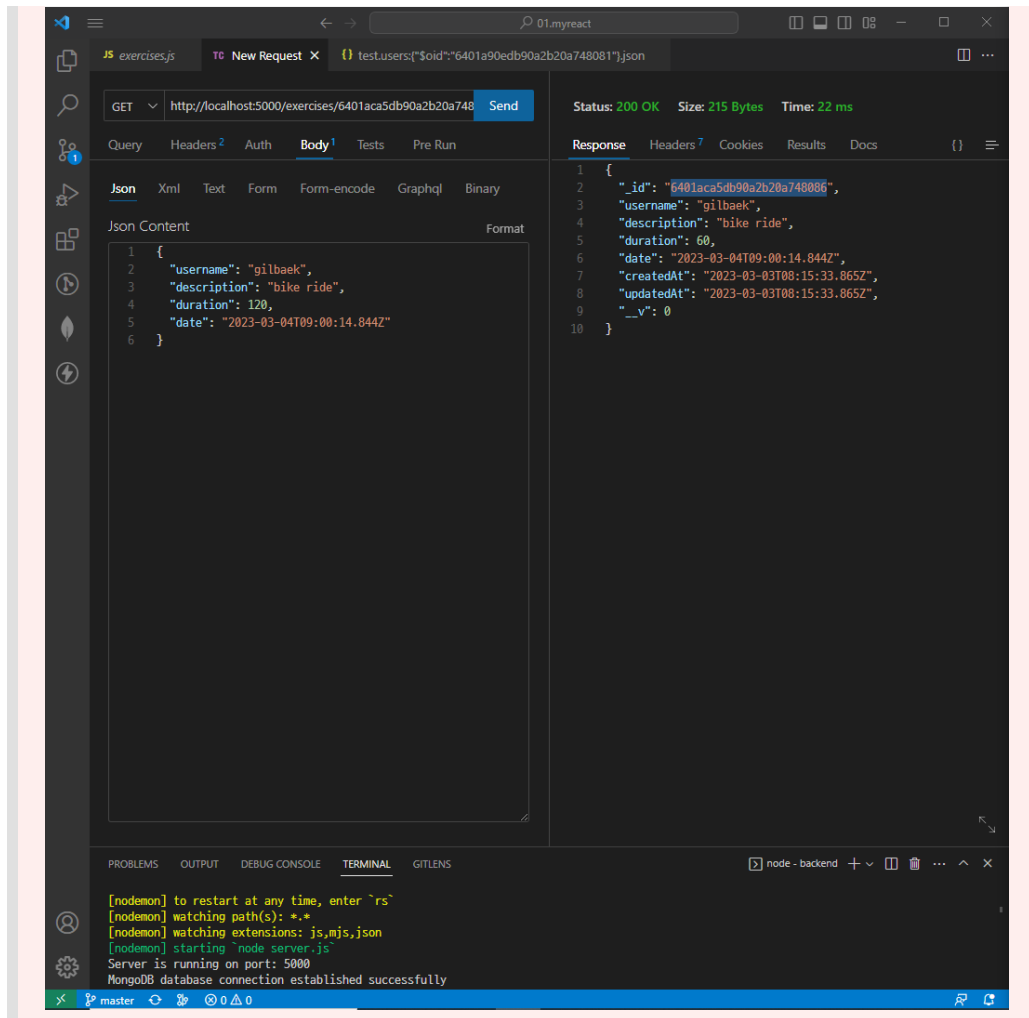 01.myreact
JS exercises.js TC New Request {} test.users:{"$oid":"6401a90edb90a2b20a748081"}.json
GET http://localhost:5000/exercises/6401aca5db90a2b20a748 Send
Query Headers 2 Auth Body 1 Tests Pre Run
Json Xml Text Form Form-encode Graphql Binary
Json Content Format
1 {
2 "username": "gilbaek",
3 "description": "bike ride",
4 "duration": 120,
5 "date": "2023-03-04T09:00:14.844Z"
6 }
Status: 200 OK Size: 215 Bytes Time: 22 ms
Response Headers 7 Cookies Results Docs {}
1 {
2 "_id": "6401aca5db90a2b20a748086",
3 "username": "gilbaek",
4 "description": "bike ride",
5 "duration": 60,
6 "date": "2023-03-04T09:00:14.844Z",
7 "createdAt": "2023-03-03T08:15:33.865Z",
8 "updatedAt": "2023-03-03T08:15:33.865Z",
9 "__v": 0
10 }
PROBLEMS OUTPUT DEBUG CONSOLE TERMINAL GITLENS node - backend
[nodemon] to restart at any time, enter `rs`
[nodemon] watching path(s): *.*
[nodemon] watching extensions: js,mjs,json
[nodemon] starting `node server.js`
Server is running on port: 5000
MongoDB database connection established successfully
1
master 0 0